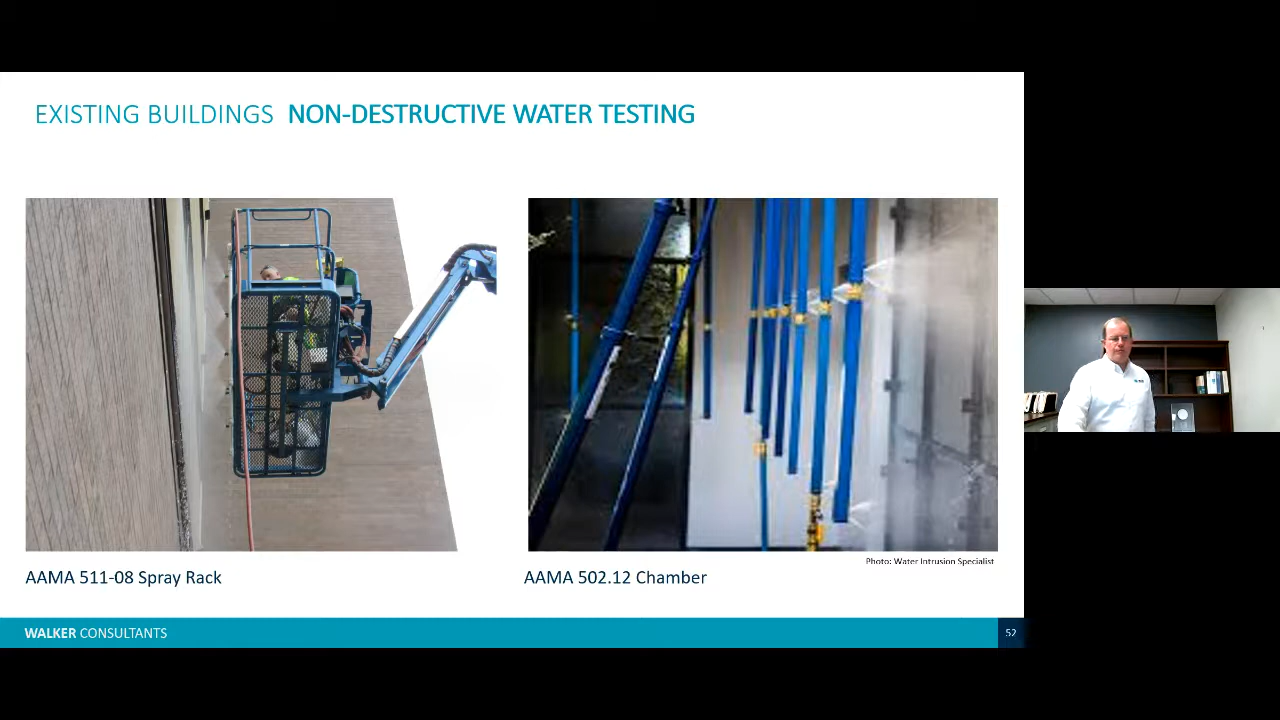 EXISTING BUILDINGS NON-DESTRUCTIVE WATER TESTING
Photo: Water Intrusion Specialist
AAMA 511-08 Spray Rack
AAMA 502.12 Chamber
WALKER CONSULTANTS
52